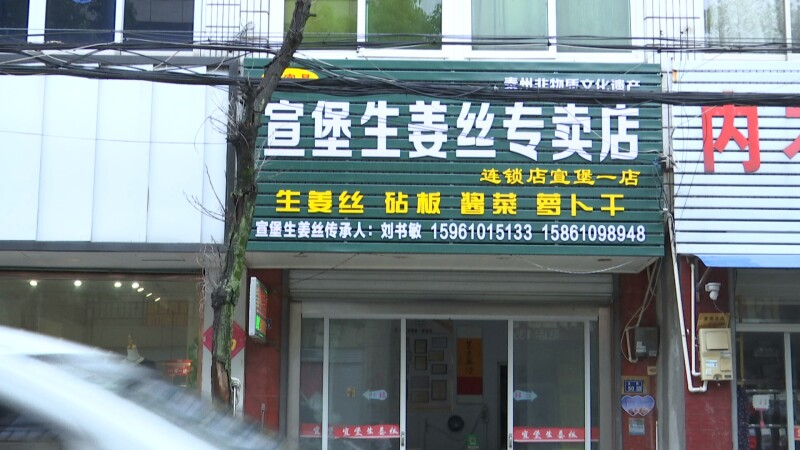 泰州非物质文化遗产
宣堡生姜丝专卖店
连锁店宣堡一店
生姜丝 砧板 酱菜 萝卜干
宣堡生姜丝传承人：刘书敏 15961015133 15861098948
内